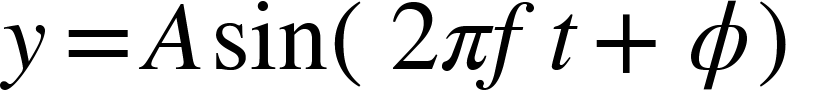 y = A sin( 2πf t + ϕ)